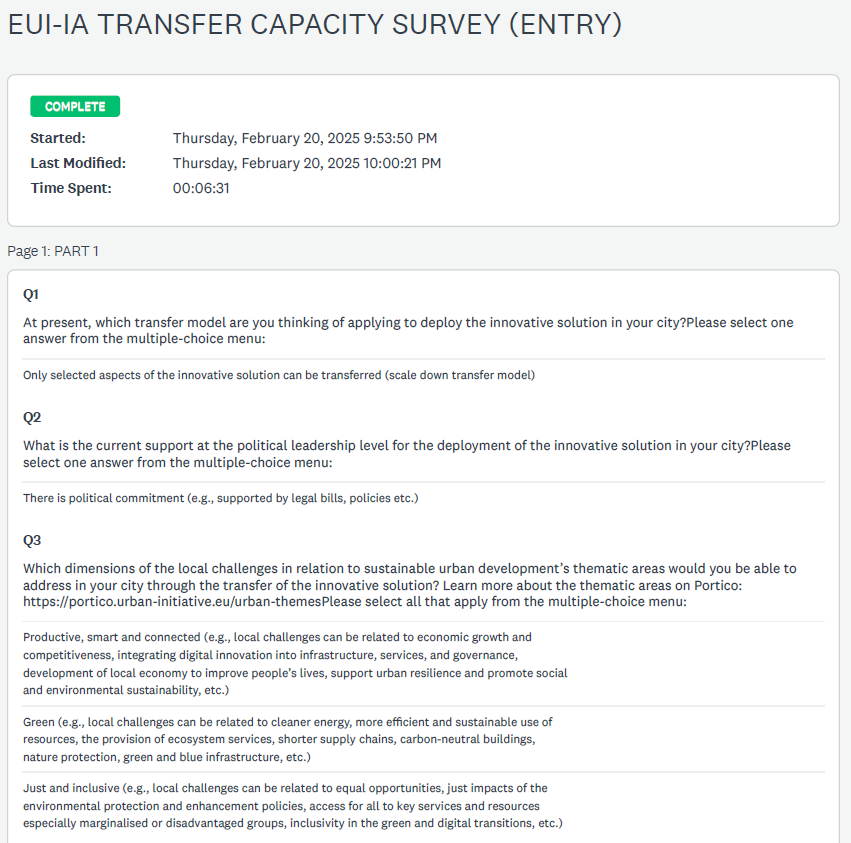 EUI-IA TRANSFER CAPACITY SURVEY (ENTRY)
COMPLETE
Started: Thursday, February 20, 2025 9:53:50 PM
Last Modified: Thursday, February 20, 2025 10:00:21 PM
Time Spent: 00:06:31
Page 1: PART 1
Q1
At present, which transfer model are you thinking of applying to deploy the innovative solution in your city?Please select one
answer from the multiple-choice menu:
Only selected aspects of the innovative solution can be transferred (scale down transfer model)
Q2
What is the current support at the political leadership level for the deployment of the innovative solution in your city?Please
select one answer from the multiple-choice menu:
There is political commitment (e.g., supported by legal bills, policies etc.)
Q3
Which dimensions of the local challenges in relation to sustainable urban development's thematic areas would you be able to
address in your city through the transfer of the innovative solution? Learn more about the thematic areas on Portico:
https://portico.urban-initiative.eu/urban-themesPlease select all that apply from the multiple-choice menu:
Productive, smart and connected (e.g., local challenges can be related to economic growth and
competitiveness, integrating digital innovation into infrastructure, services, and governance,
development of local economy to improve people's lives, support urban resilience and promote social
and environmental sustainability, etc.)
Green (e.g., local challenges can be related to cleaner energy, more efficient and sustainable use of
resources, the provision of ecosystem services, shorter supply chains, carbon-neutral buildings,
nature protection, green and blue infrastructure, etc.)
Just and inclusive (e.g., local challenges can be related to equal opportunities, just impacts of the
environmental protection and enhancement policies, access for all to key services and resources
especially marginalised or disadvantaged groups, inclusivity in the green and digital transitions, etc.)